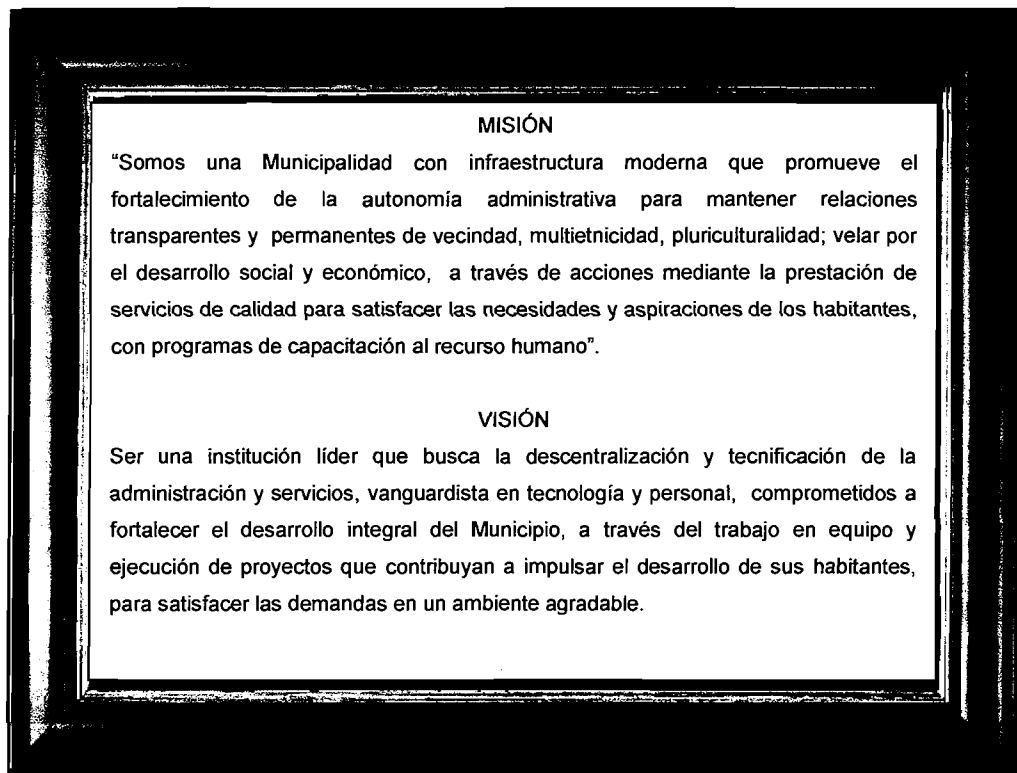 MISIÓN
“Somos una Municipalidad con infraestructura moderna que promueve el
fortalecimiento de la autonomía administrativa para mantener relaciones
transparentes y permanentes de vecindad, multietnicidad, pluriculturalidad; velar por
el desarrollo social y económico, a través de acciones mediante la prestación de
servicios de calidad para satisfacer las necesidades y aspiraciones de los habitantes,
con programas de capacitación al recurso humano”.
VISIÓN
Ser una institución líder que busca la descentralización y tecnificación de la
administración y servicios, vanguardista en tecnología y personal, comprometidos a
fortalecer el desarrollo integral del Municipio, a través del trabajo en equipo y
ejecución de proyectos que contribuyan a impulsar el desarrollo de sus habitantes,
para satisfacer las demandas en un ambiente agradable.